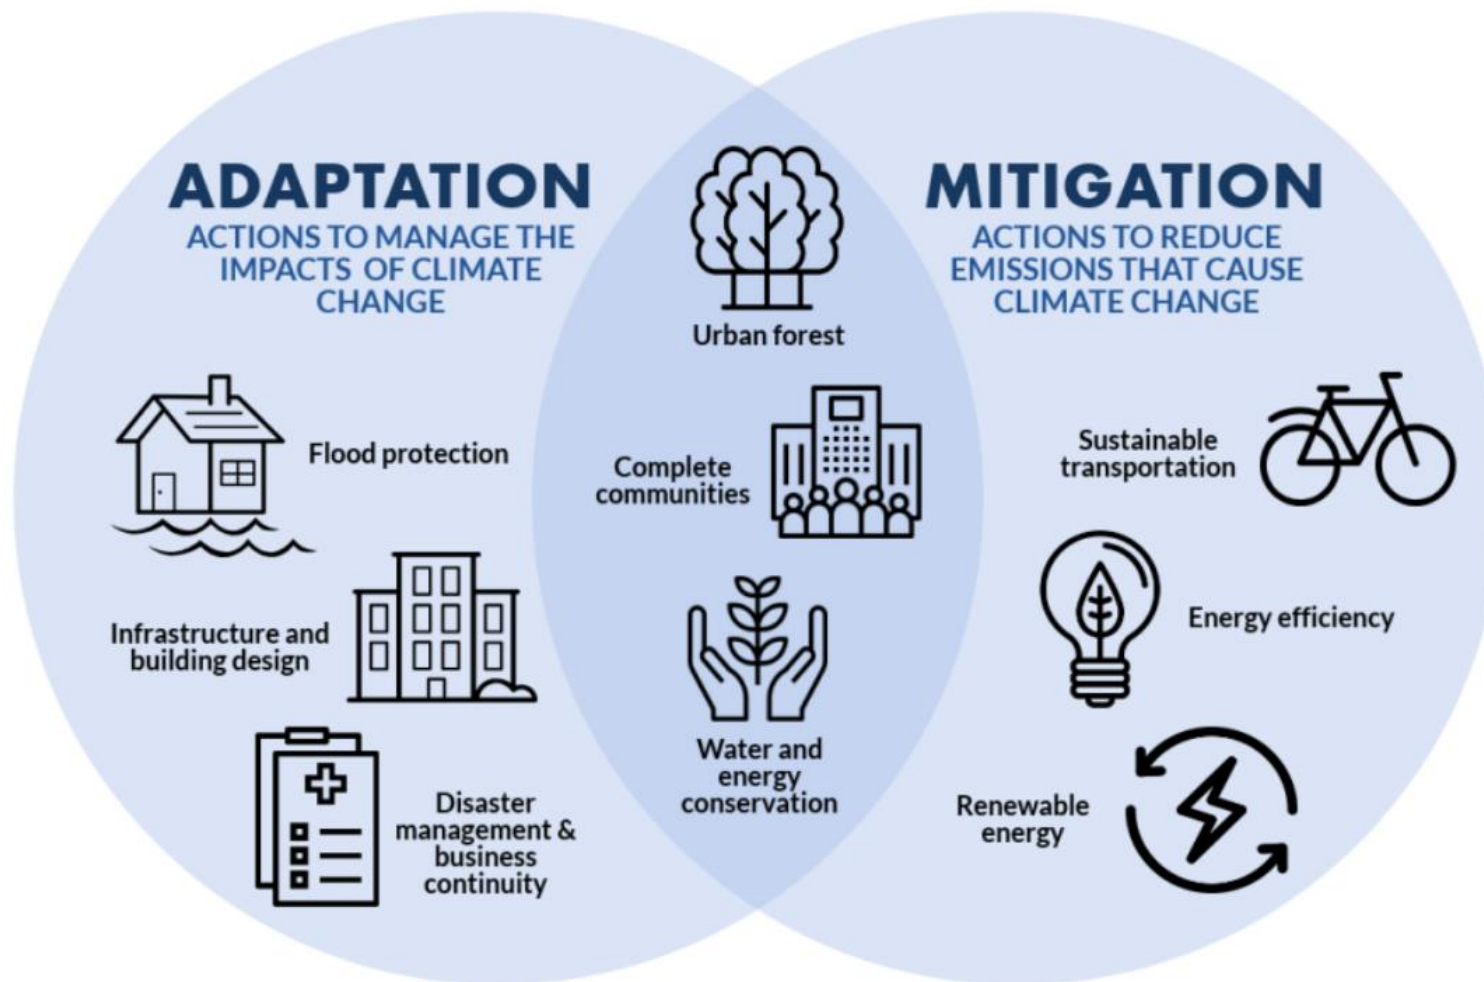 ADAPTATION
ACTIONS TO MANAGE THE
IMPACTS OF CLIMATE
CHANGE
Flood protection
Infrastructure and
building design
Disaster
management &
business
continuity
Urban forest
Complete
communities
Water and
energy
conservation
MITIGATION
ACTIONS TO REDUCE
EMISSIONS THAT CAUSE
CLIMATE CHANGE
Sustainable
transportation
Energy efficiency
Renewable
energy